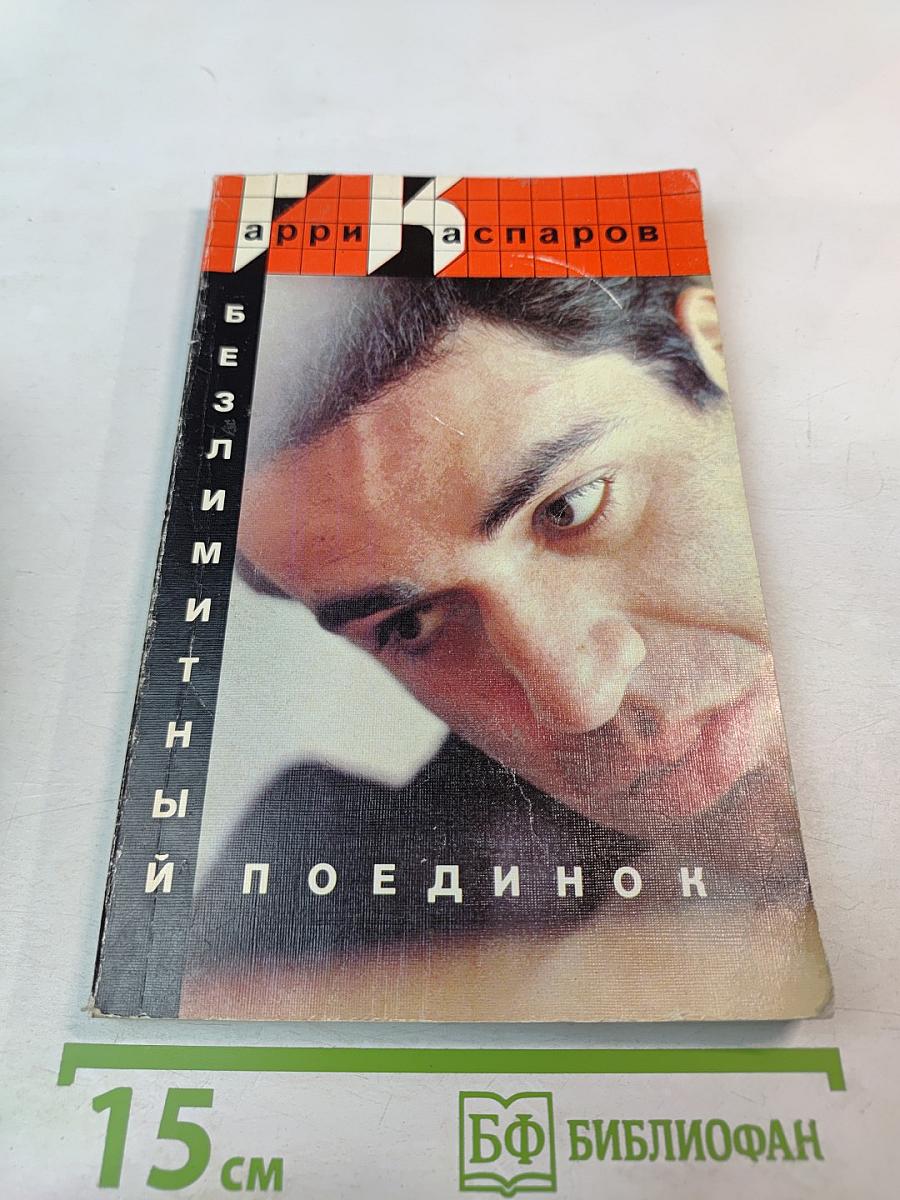 Гарри Каспаров
БЕЗЛИМИТНЫЙ
ПОЕДИНОК
15 см
БФ БИБЛИОФАН